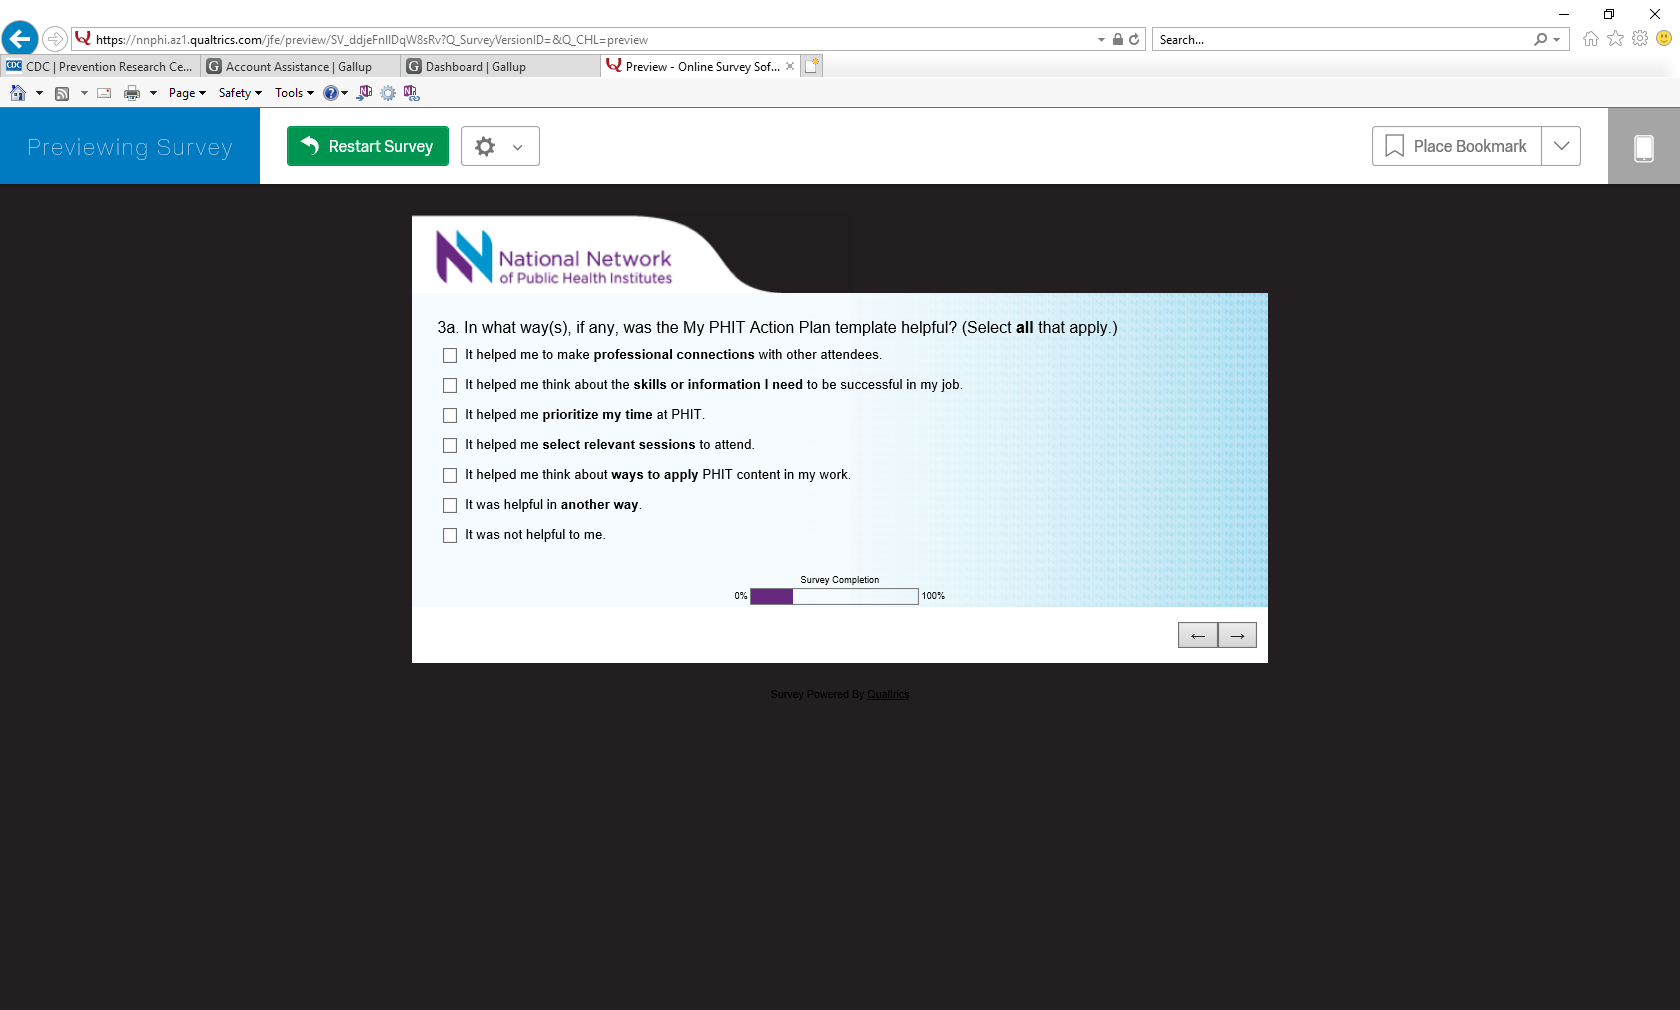 https://nnphi.az1.qualtrics.com/jfe/preview/SV_ddjeFnIlDqW8sRv?Q_SurveyVersionID=&Q_CHL=preview
Search...
CDC | Prevention Research Ce...
Account Assistance | Gallup
Dashboard | Gallup
Preview - Online Survey Sof...
Page
Safety
Tools
Previewing Survey
Restart Survey
Place Bookmark
National Network
of Public Health Institutes
3a. In what way(s), if any, was the My PHIT Action Plan template helpful? (Select all that apply.)
It helped me to make professional connections with other attendees.
It helped me think about the skills or information I need to be successful in my job.
It helped me prioritize my time at PHIT.
It helped me select relevant sessions to attend.
It helped me think about ways to apply PHIT content in my work.
It was helpful in another way.
It was not helpful to me.
Survey Completion
0% 100%
← →
Survey Powered By Qualtrics